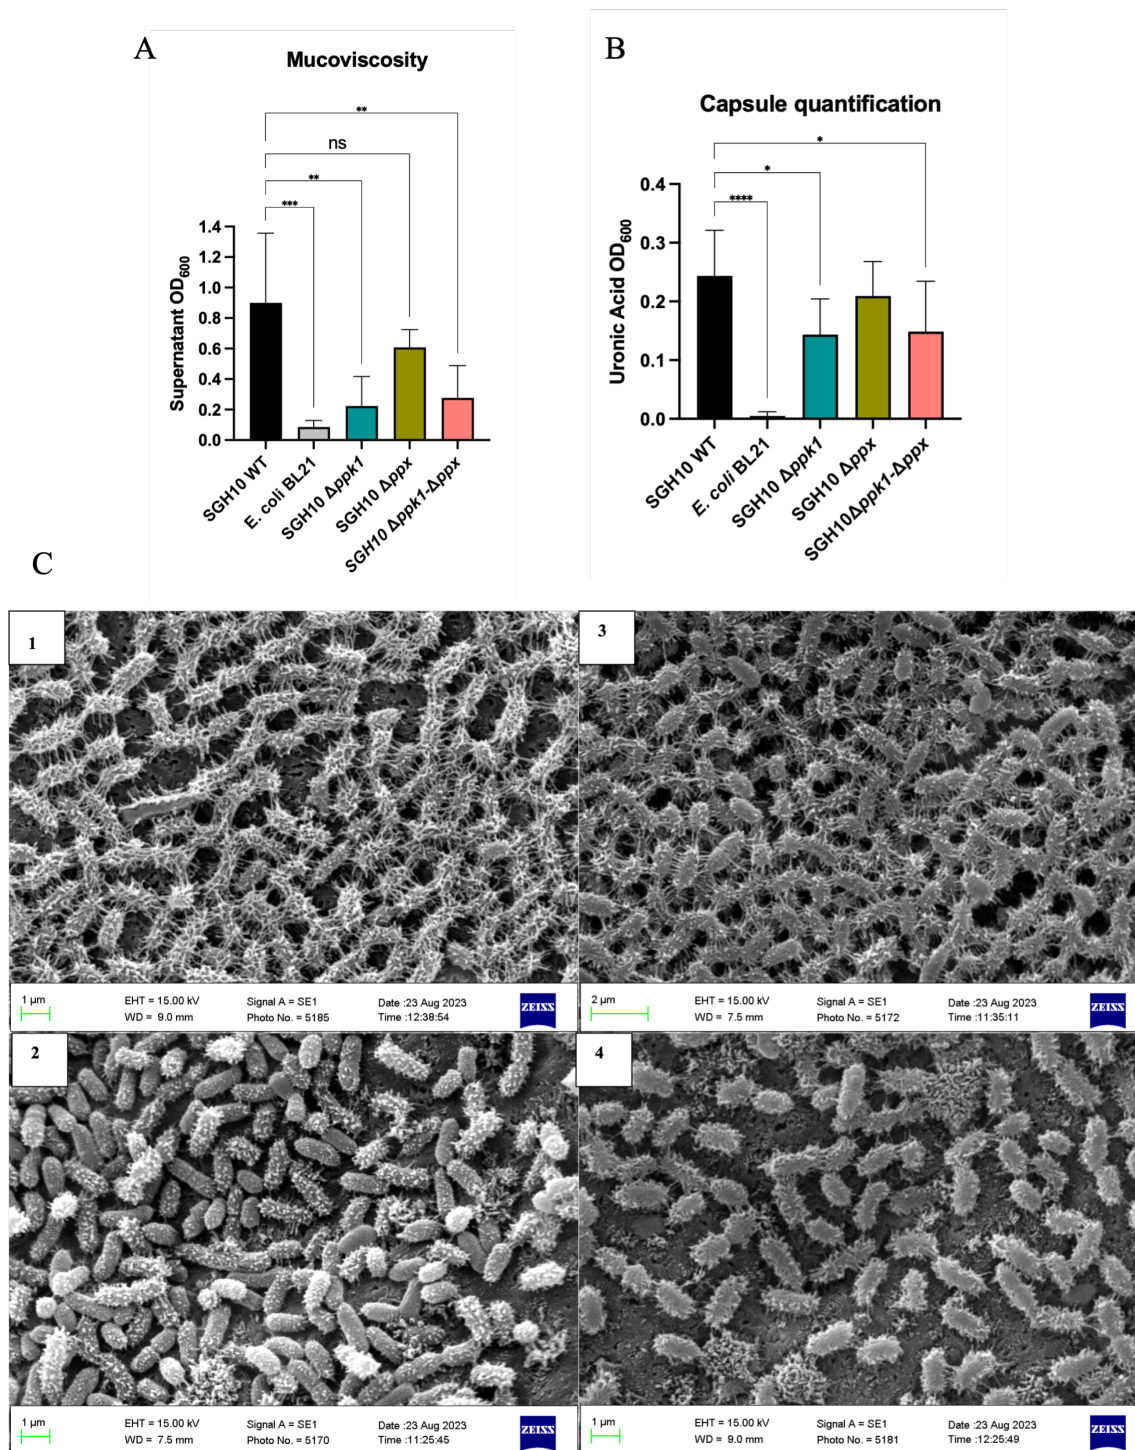 A
Mucoviscosity
**
ns
**
***
Supernatant OD600
1.4
1.2
1.0
0.8
0.6
0.4
0.2
0.0
SGH10 WT
E. coli BL21
SGH10 Δppk1
SGH10 Δppx
SGH10 Δppk1-Δppx
B
Capsule quantification
*
*
****
Uronic Acid OD600
0.4
0.3
0.2
0.1
0.0
SGH10 WT
E. coli BL21
SGH10 Δppk1
SGH10 Δppx
SGH10Δppk1-Δppx
C
1
1 µm
EHT = 15.00 kV Signal A = SE1 Date :23 Aug 2023
WD = 9.0 mm Photo No. = 5185 Time :12:38:54
ZEISS
3
2 µm
EHT = 15.00 kV Signal A = SE1 Date :23 Aug 2023
WD = 7.5 mm Photo No. = 5172 Time :11:35:11
ZEISS
2
1 µm
EHT = 15.00 kV Signal A = SE1 Date :23 Aug 2023
WD = 7.5 mm Photo No. = 5170 Time :11:25:45
ZEISS
4
1 µm
EHT = 15.00 kV Signal A = SE1 Date :23 Aug 2023
WD = 9.0 mm Photo No. = 5181 Time :12:25:49
ZEISS